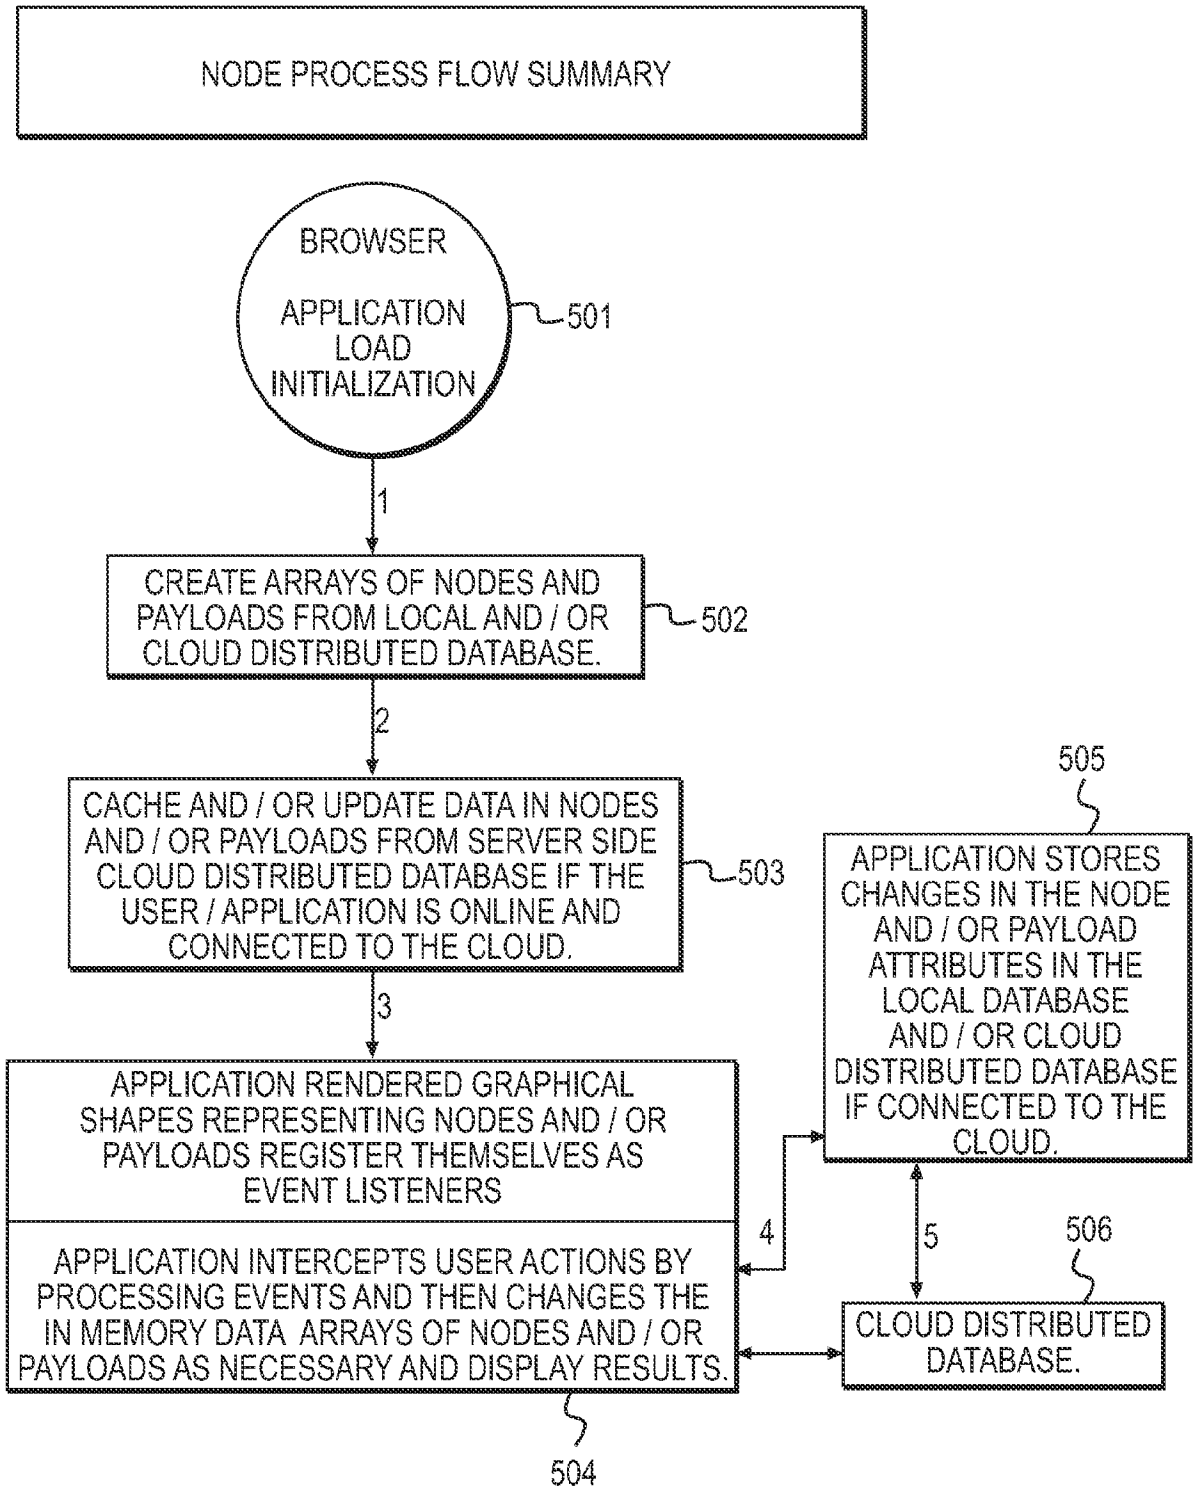 NODE PROCESS FLOW SUMMARY
BROWSER
APPLICATION
LOAD
INITIALIZATION
501
1
CREATE ARRAYS OF NODES AND
PAYLOADS FROM LOCAL AND / OR
CLOUD DISTRIBUTED DATABASE.
502
2
CACHE AND / OR UPDATE DATA IN NODES
AND / OR PAYLOADS FROM SERVER SIDE
CLOUD DISTRIBUTED DATABASE IF THE
USER / APPLICATION IS ONLINE AND
CONNECTED TO THE CLOUD.
503
3
APPLICATION RENDERED GRAPHICAL
SHAPES REPRESENTING NODES AND / OR
PAYLOADS REGISTER THEMSELVES AS
EVENT LISTENERS
APPLICATION INTERCEPTS USER ACTIONS BY
PROCESSING EVENTS AND THEN CHANGES THE
IN MEMORY DATA ARRAYS OF NODES AND / OR
PAYLOADS AS NECESSARY AND DISPLAY RESULTS.
504
4
505
APPLICATION STORES
CHANGES IN THE NODE
AND / OR PAYLOAD
ATTRIBUTES IN THE
LOCAL DATABASE
AND / OR CLOUD
DISTRIBUTED DATABASE
IF CONNECTED TO THE
CLOUD.
5
506
CLOUD DISTRIBUTED
DATABASE.